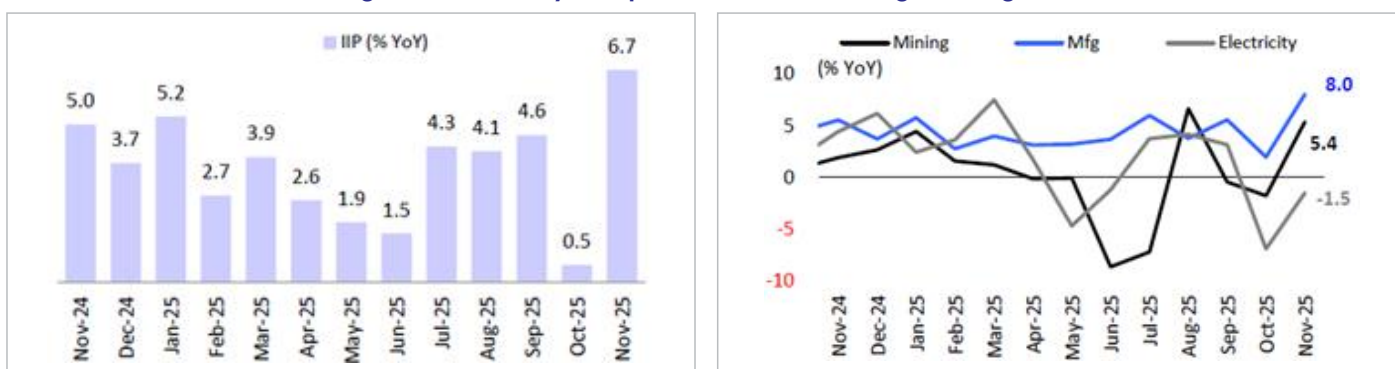 IIP (% YoY)
5.0
3.7
5.2
2.7
3.9
2.6
1.9
1.5
4.3
4.1
4.6
0.5
6.7
Nov-24
Dec-24
Jan-25
Feb-25
Mar-25
Apr-25
May-25
Jun-25
Jul-25
Aug-25
Sep-25
Oct-25
Nov-25
Mining Mfg Electricity
(% YoY)
10
5
0
-5
-10
8.0
5.4
-1.5
Nov-24
Dec-24
Jan-25
Feb-25
Mar-25
Apr-25
May-25
Jun-25
Jul-25
Aug-25
Sep-25
Oct-25
Nov-25